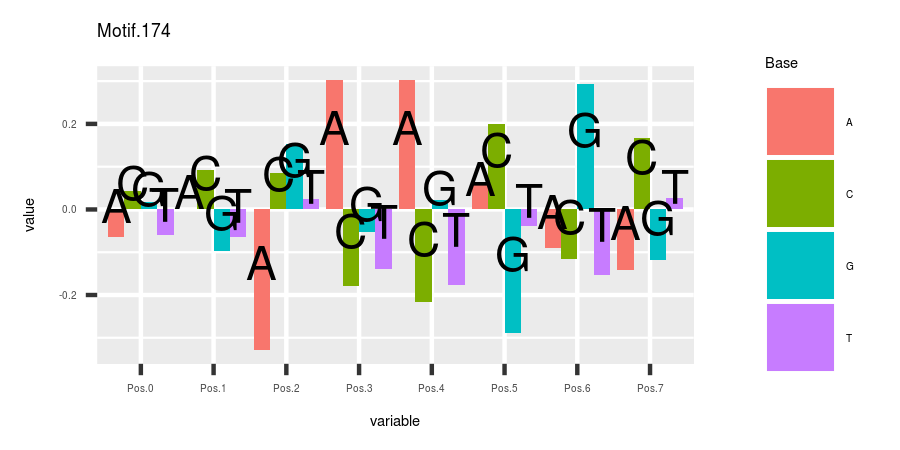 Motif.174
Base
A
C
G
T
value
0.2
0.0
-0.2
A C G T A C G T A C G T A C G T A C G T A C G T A C G T A C G T
Pos.0 Pos.1 Pos.2 Pos.3 Pos.4 Pos.5 Pos.6 Pos.7
variable